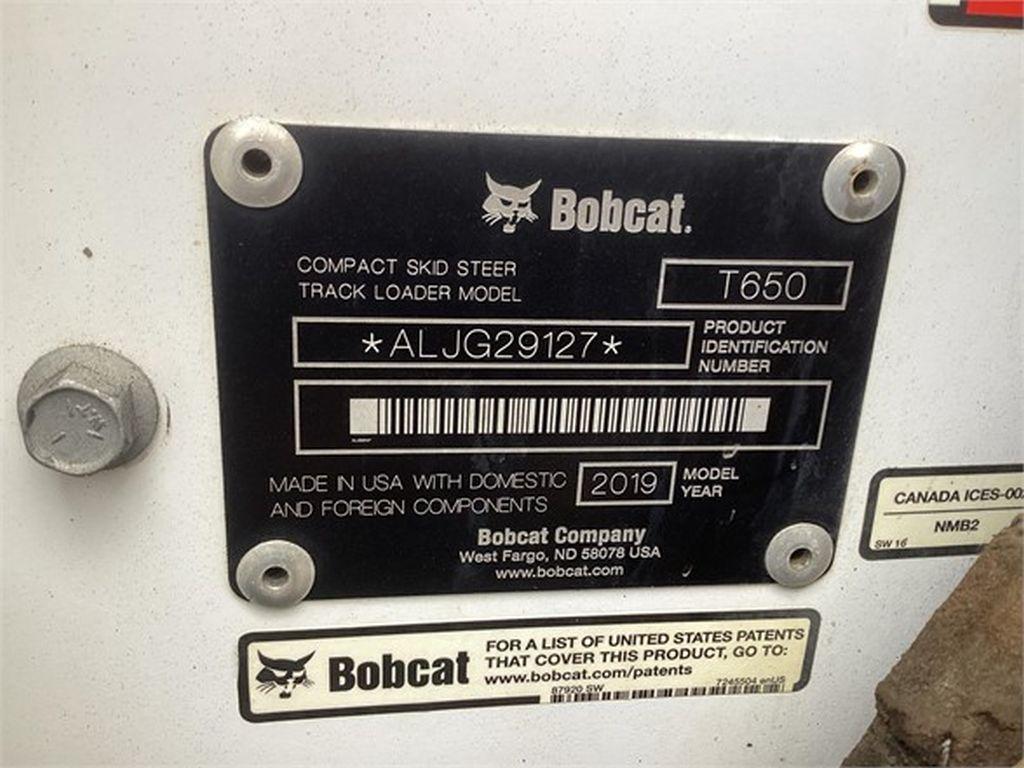 Bobcat.
COMPACT SKID STEER
TRACK LOADER MODEL
T650
*ALJG29127*
PRODUCT
IDENTIFICATION
NUMBER
MADE IN USA WITH DOMESTIC
AND FOREIGN COMPONENTS
2019
MODEL
YEAR
Bobcat Company
West Fargo, ND 58078 USA
www.bobcat.com
CANADA ICES-00
NMB2
SW 16
Bobcat
FOR A LIST OF UNITED STATES PATENTS
THAT COVER THIS PRODUCT, GO TO:
www.bobcat.com/patents
87920 SW
7245504 enUS